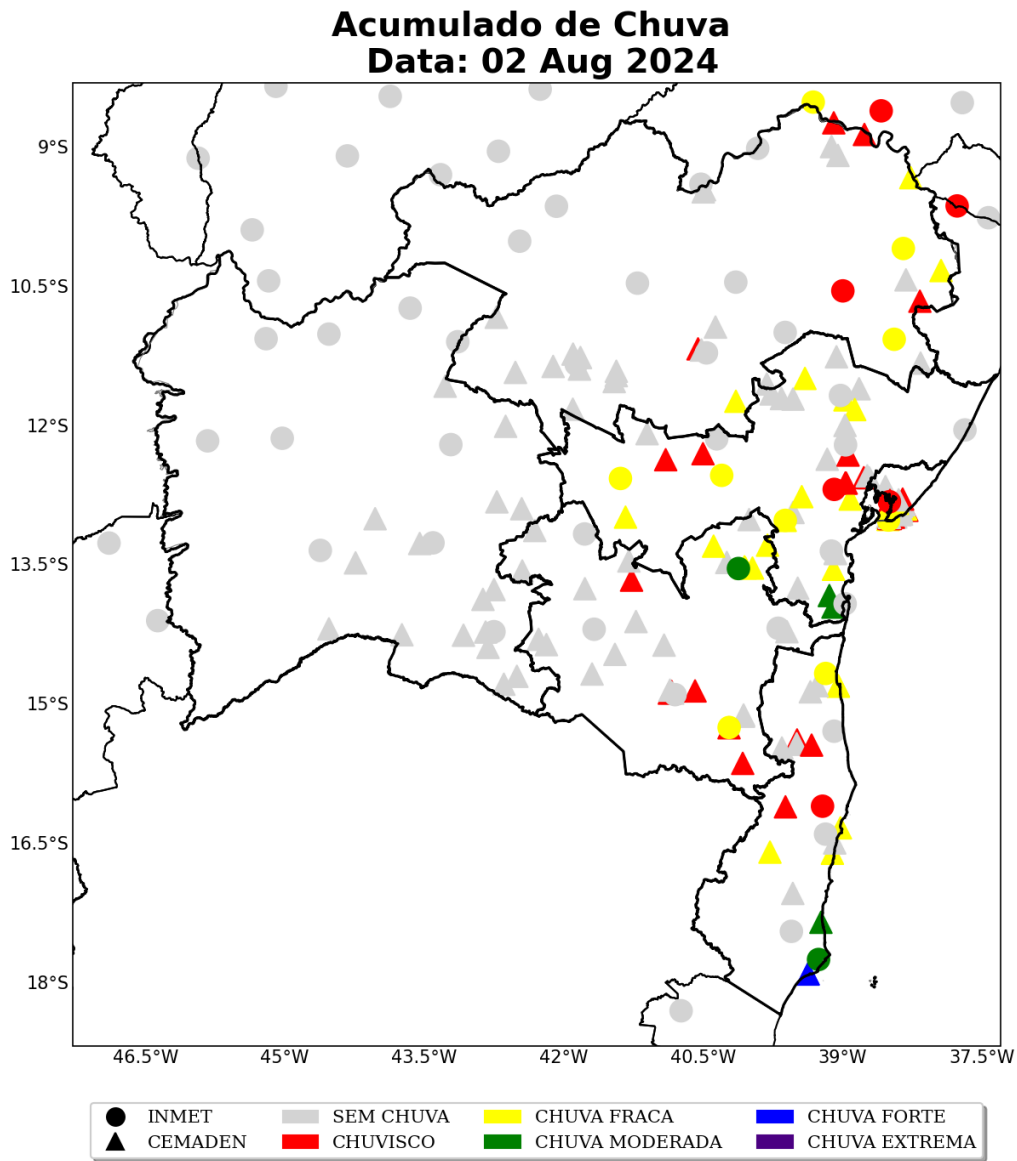 Acumulado de Chuva
Data: 02 Aug 2024
9°S
10.5°S
12°S
13.5°S
15°S
16.5°S
18°S
46.5°W 45°W 43.5°W 42°W 40.5°W 39°W 37.5°W
INMET SEM CHUVA CHUVA FRACA CHUVA FORTE
CEMADEN CHUVISCO CHUVA MODERADA CHUVA EXTREMA